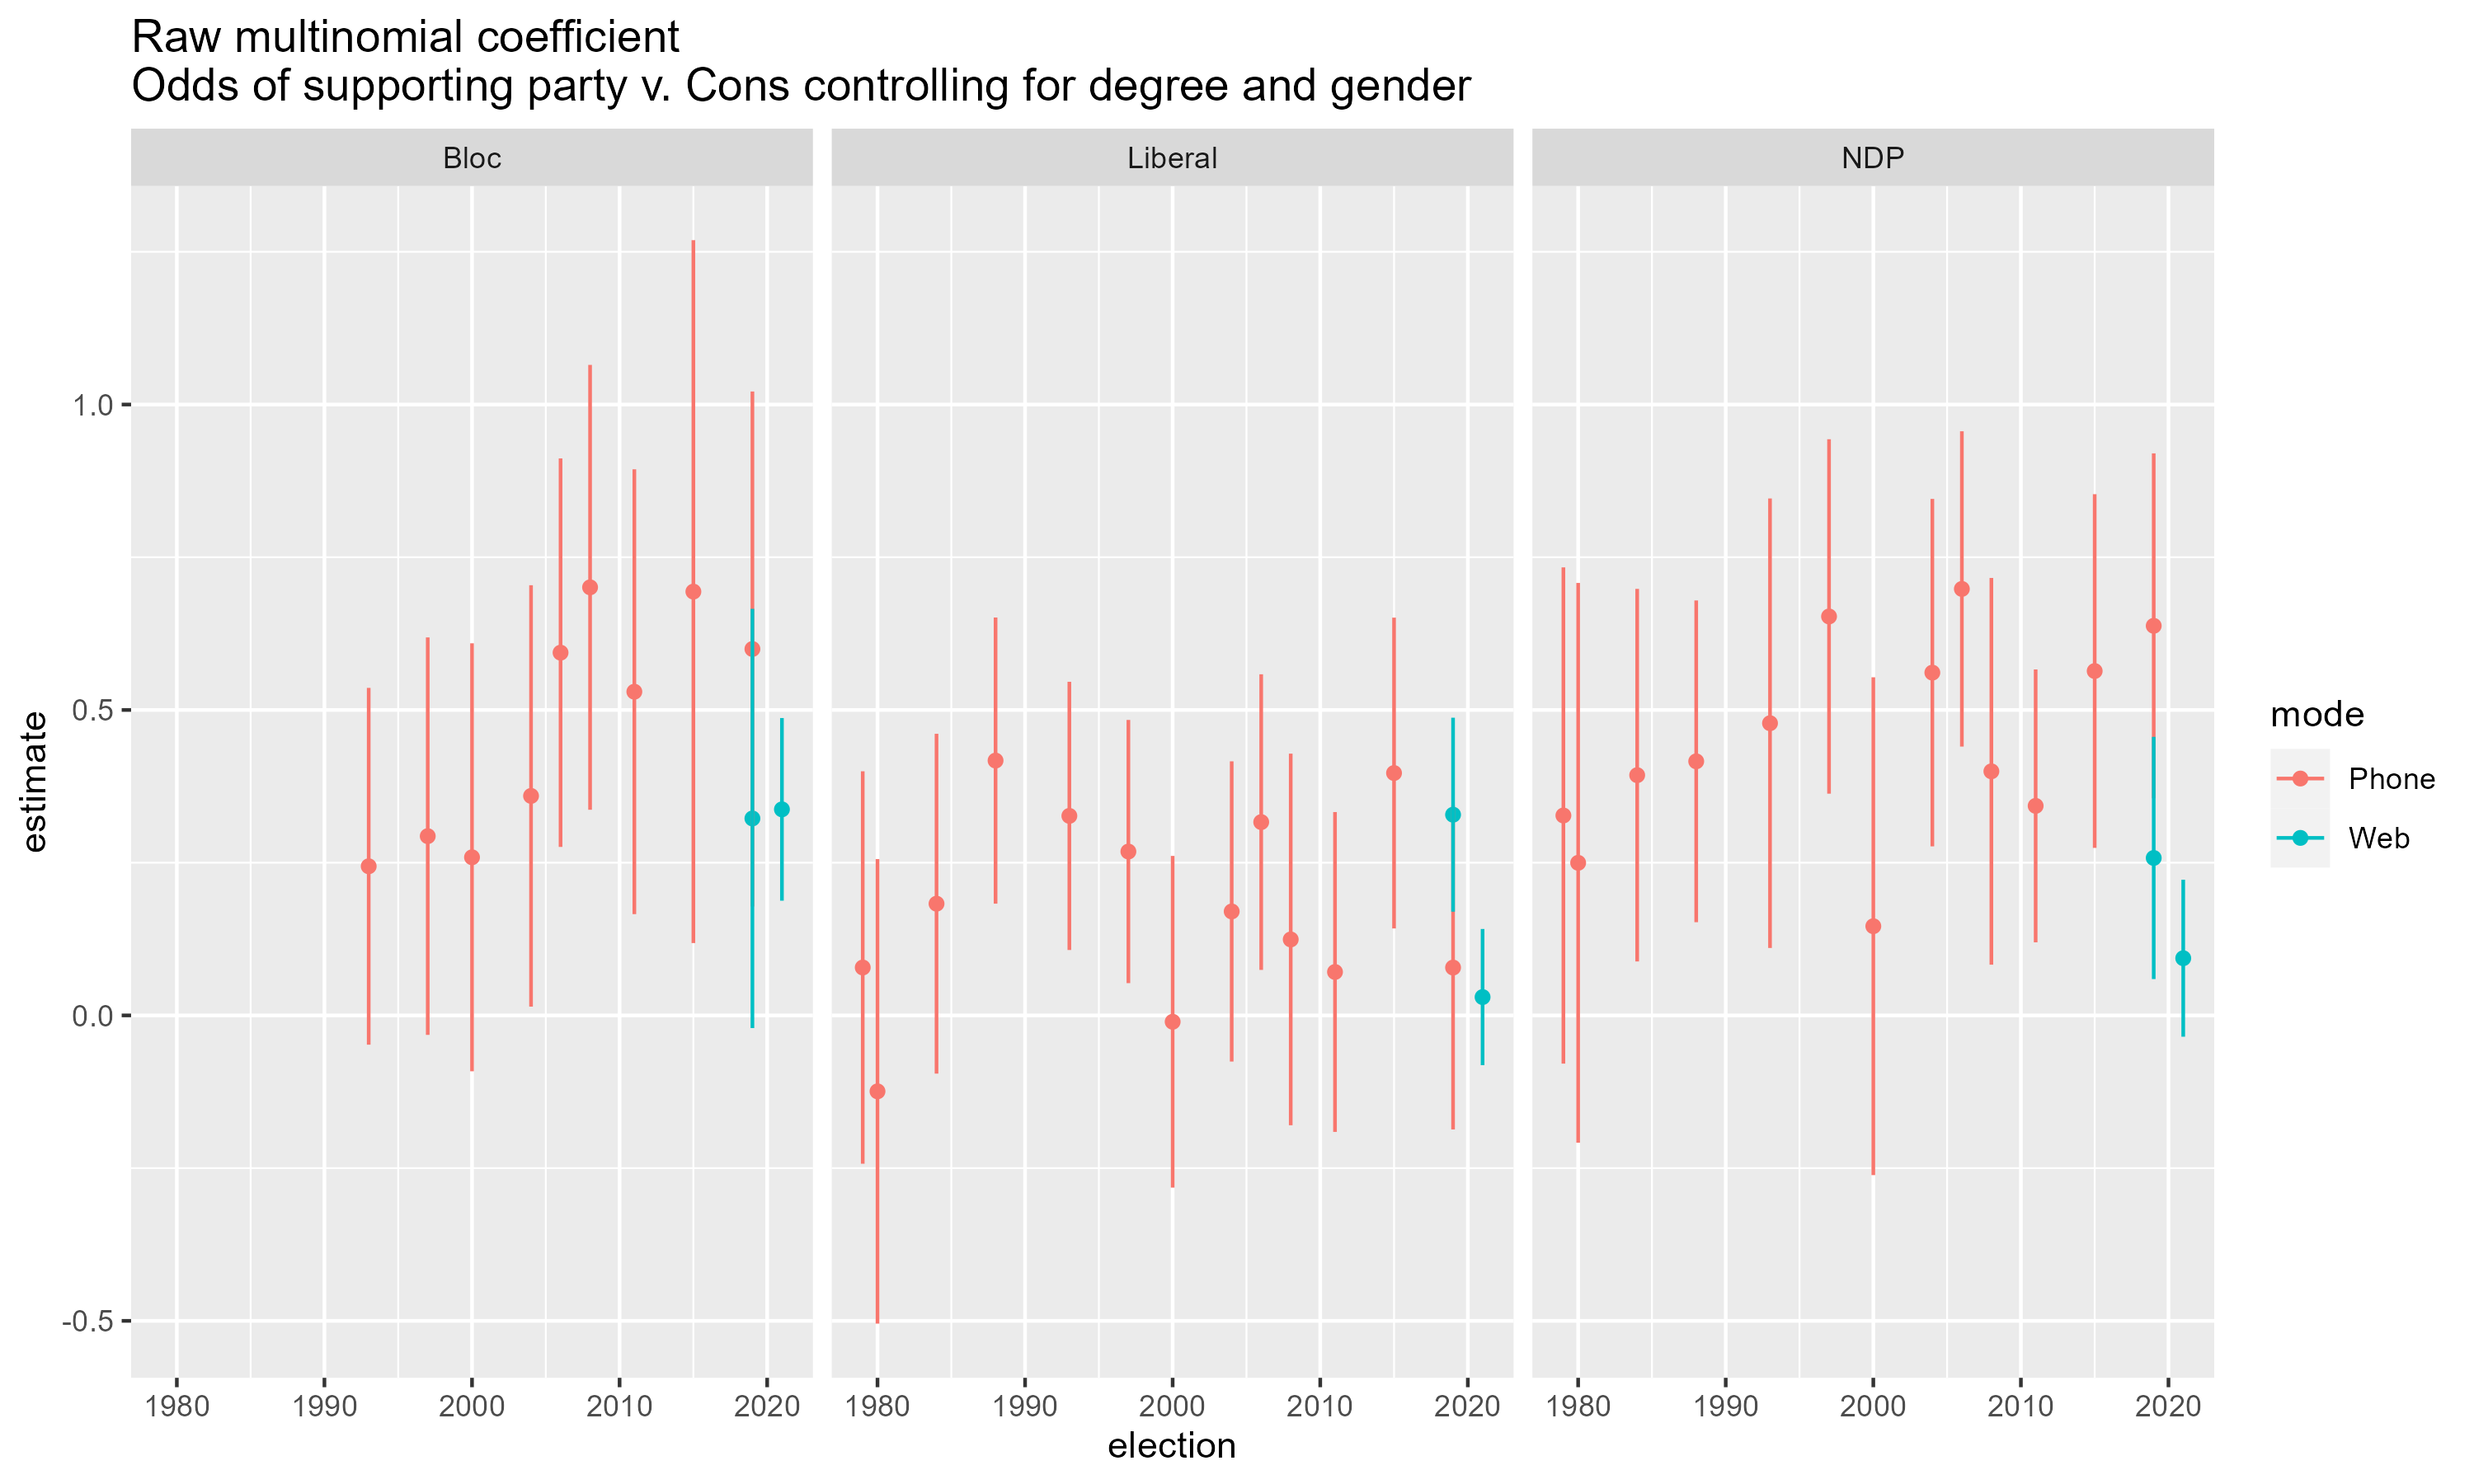 Raw multinomial coefficient
Odds of supporting party v. Cons controlling for degree and gender
Bloc
Liberal
NDP
estimate
1.0
0.5
0.0
-0.5
1980 1990 2000 2010 2020
1980 1990 2000 2010 2020
1980 1990 2000 2010 2020
election
mode
Phone
Web